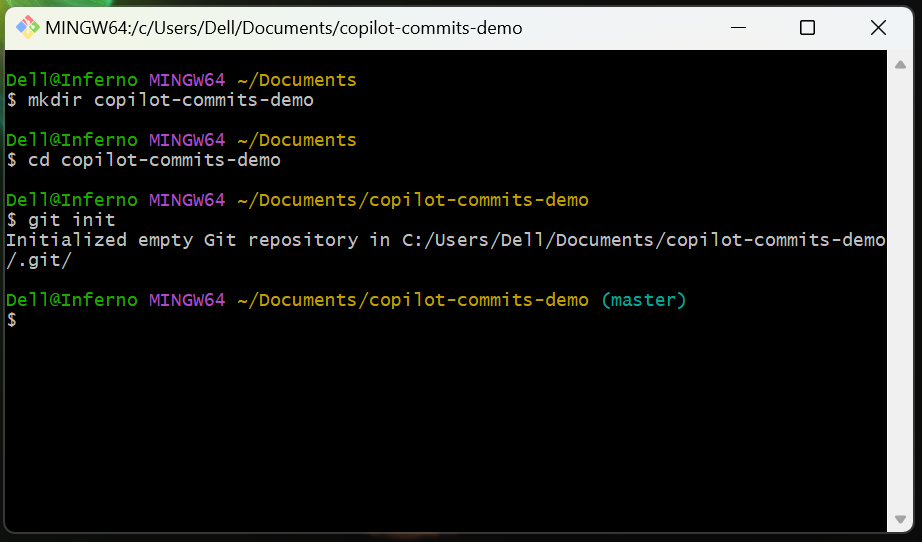 MINGW64:/c/Users/Dell/Documents/copilot-commits-demo
Dell@Inferno MINGW64 ~/Documents
$ mkdir copilot-commits-demo
Dell@Inferno MINGW64 ~/Documents
$ cd copilot-commits-demo
Dell@Inferno MINGW64 ~/Documents/copilot-commits-demo
$ git init
Initialized empty Git repository in C:/Users/Dell/Documents/copilot-commits-demo
/.git/
Dell@Inferno MINGW64 ~/Documents/copilot-commits-demo (master)
$